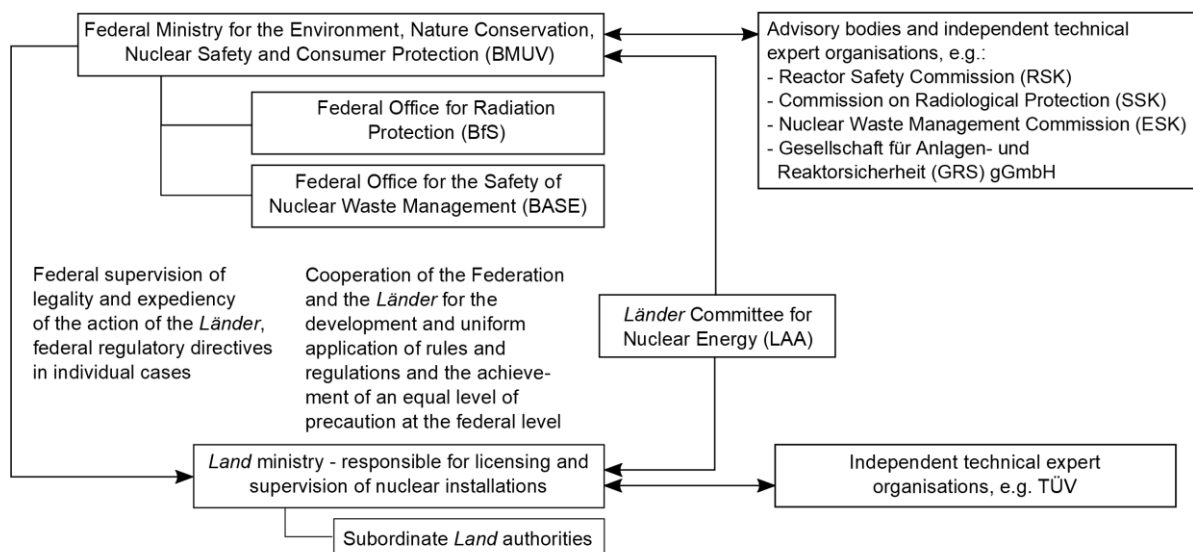 Federal Ministry for the Environment, Nature Conservation,
Nuclear Safety and Consumer Protection (BMUV)
Advisory bodies and independent technical
expert organisations, e.g.:
- Reactor Safety Commission (RSK)
- Commission on Radiological Protection (SSK)
- Nuclear Waste Management Commission (ESK)
- Gesellschaft für Anlagen- und
Reaktorsicherheit (GRS) gGmbH
Federal Office for Radiation
Protection (BfS)
Federal Office for the Safety of
Nuclear Waste Management (BASE)
Federal supervision of
legality and expediency
of the action of the Länder,
federal regulatory directives
in individual cases
Cooperation of the Federation
and the Länder for the
development and uniform
application of rules and
regulations and the achieve-
ment of an equal level of
precaution at the federal level
Länder Committee for
Nuclear Energy (LAA)
Land ministry - responsible for licensing and
supervision of nuclear installations
Independent technical expert
organisations, e.g. TÜV
Subordinate Land authorities